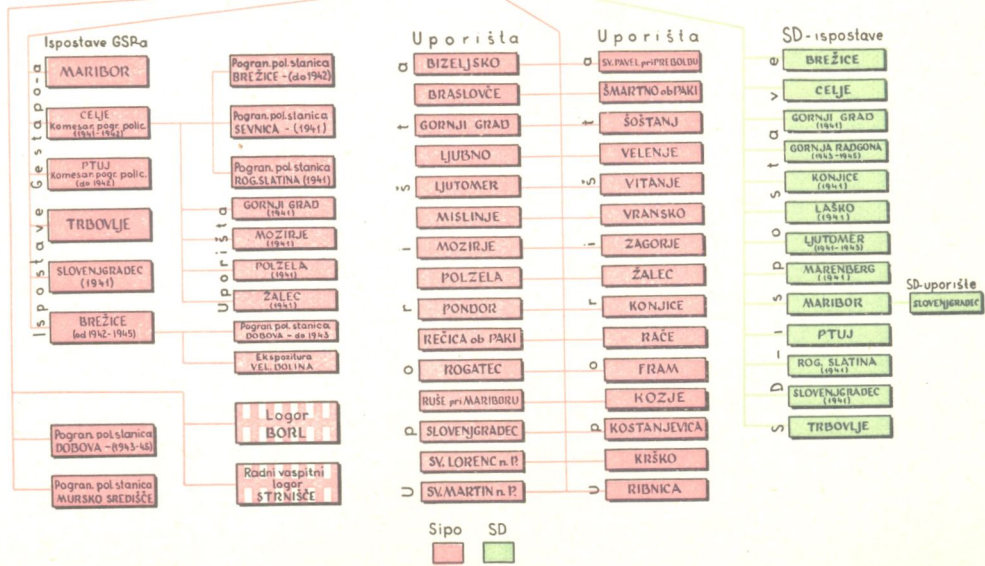 Ispostave GSPa
Ispostave Gestapo-a
MARIBOR
CELJE
Komesar. pogr. polic.
(1941-1942)
PTUJ
Komesar. pogr. polic.
(do 1942)
TRBOVLJE
SLOVENJGRADEC
(1941)
BREŽICE
(od 1942-1945)
Pogran. pol. stanica
BREŽICE - (do 1942)
Pogran. pol. stanica
SEVNICA - (1941)
Pogran. pol. stanica
ROG. SLATINA (1941)
Uporišta
GORNJI GRAD
(1941)
MOZIRJE
(1941)
POLZELA
(1941)
ŽALEC
(1941)
Pogran. pol. stanica
DOBOVA - do 1943
Ekspozitura
VEL. DOLINA
Pogran. pol. stanica
DOBOVA - (1943-45)
Pogran. pol. stanica
MURSKO SREDIŠČE
Logor
BORL
Radni vaspitni
logor
STRNIŠČE
Uporišta
Uporišta
BIZELJSKO
BRASLOVČE
GORNJI GRAD
LJUBNO
LJUTOMER
MISLINJE
MOZIRJE
POLZELA
PONDOR
REČICA ob PAKI
ROGATEC
RUŠE pri MARIBORU
SLOVENJGRADEC
SV. LORENC n. P.
SV. MARTIN n. P.
Uporišta
Uporišta
SV. PAVEL pri PREBOLDU
ŠMARTNO ob PAKI
ŠOŠTANJ
VELENJE
VITANJE
VRANSKO
ZAGORJE
ŽALEC
KONJICE
RAČE
FRAM
KOZJE
KOSTANJEVICA
KRŠKO
RIBNICA
SD-ispostave
SD-ispostave
BREŽICE
CELJE
GORNJI GRAD
(1941)
GORNJA RADGONA
(1943-1945)
KONJICE
(1941)
LAŠKO
(1941)
LJUTOMER
(1941-1943)
MARENBERG
(1941)
MARIBOR
PTUJ
ROG. SLATINA
(1941)
SLOVENJGRADEC
(1941)
TRBOVLJE
SD-uporište
SLOVENJGRADEC
Sipo SD